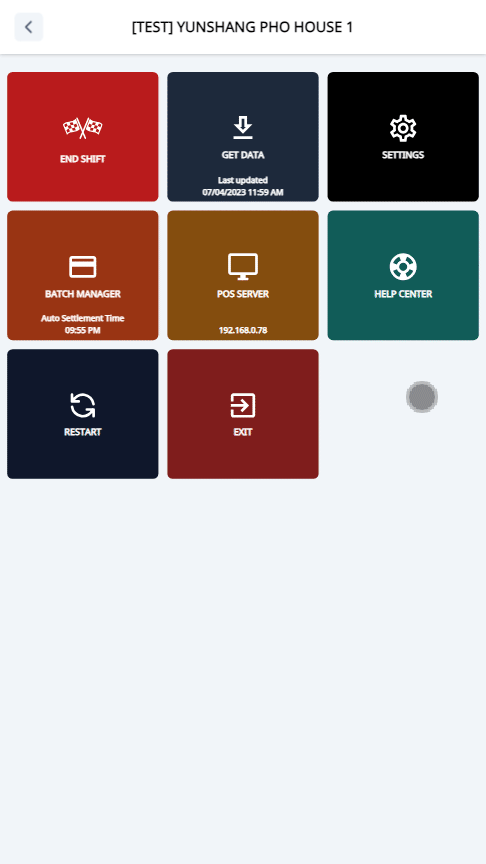 [TEST] YUNSHANG PHO HOUSE 1
END SHIFT
GET DATA
Last updated
07/04/2023 11:59 AM
SETTINGS
BATCH MANAGER
Auto Settlement Time
09:55 PM
POS SERVER
192.168.0.78
HELP CENTER
RESTART
EXIT